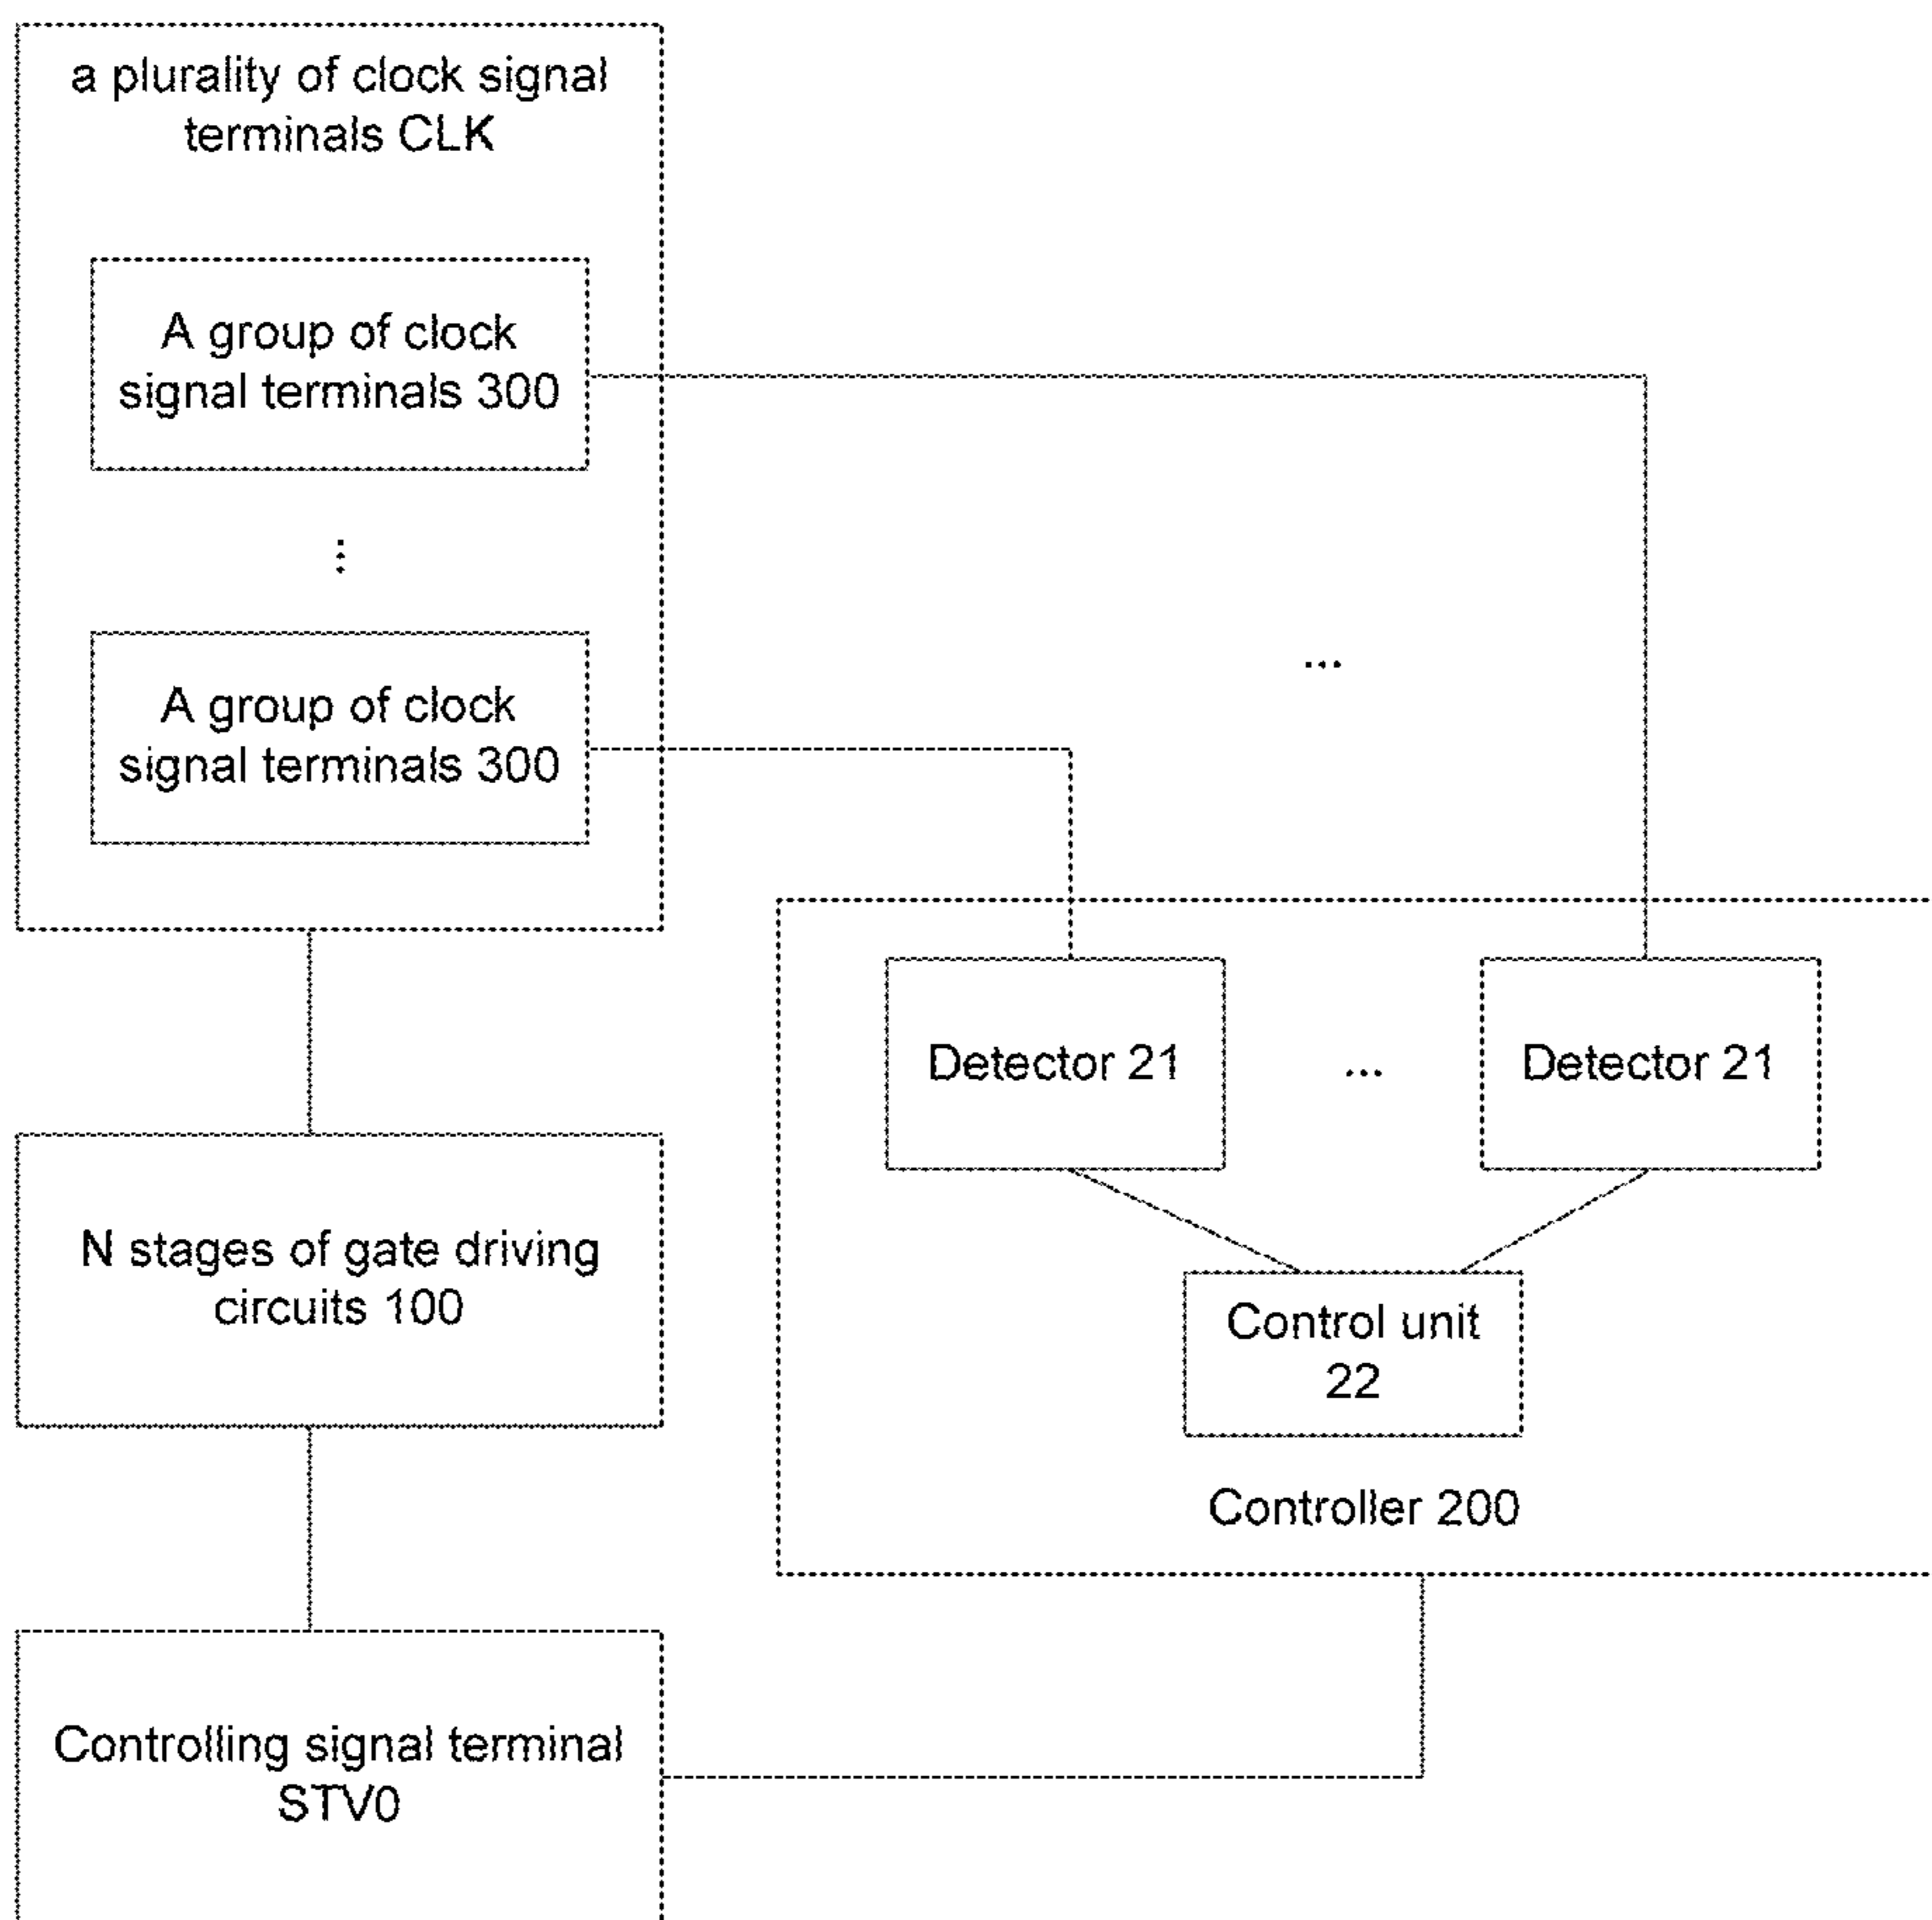 a plurality of clock signal
terminals CLK
A group of clock
signal terminals 300
⋮
A group of clock
signal terminals 300
...
Detector 21
...
Detector 21
N stages of gate driving
circuits 100
Control unit
22
Controller 200
Controlling signal terminal
STV0